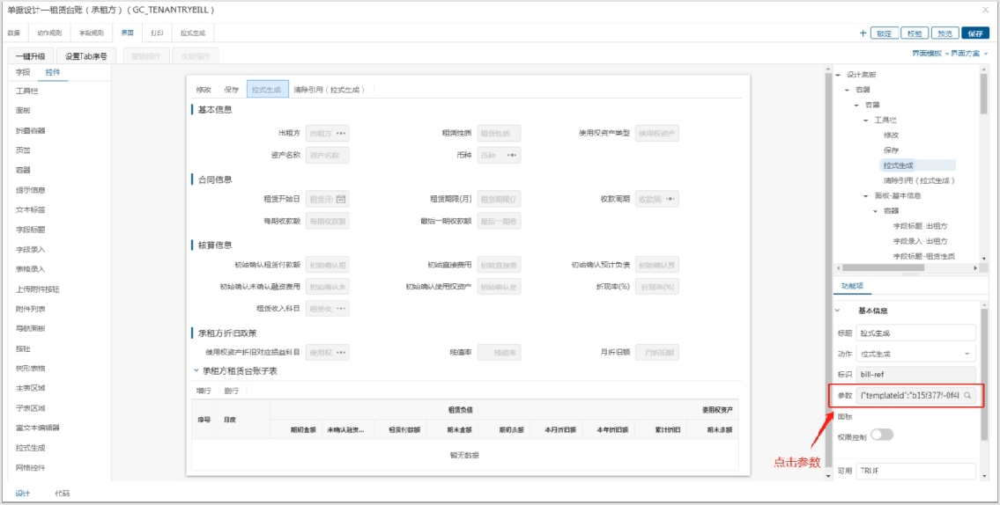 单据设计—租赁台账（承租方）（GC_TENANTRYBILL）
数据 动作规则 字段规则 界面 打印 拉式生成
+ 锁定 校验 预览 保存
一键升级 设置Tab序号 撤销操作 恢复操作
界面模板 界面方案
字段 控件
工具栏
面板
折叠容器
页签
容器
提示信息
文本标签
字段标题
字段录入
表格录入
上传附件按钮
附件列表
导航面板
按钮
树形表格
主表区域
子表区域
富文本编辑器
拉式生成
网格控件
设计 代码
修改 保存 拉式生成 清除引用（拉式生成）
基本信息
出租方 出租方 租赁性质 租赁性质 使用权资产类型 使用权资产
资产名称 资产名称 币种 币种
合同信息
租赁开始日 租赁开始 租赁期限(月) 租赁期限(月 收款周期 收款周
每期收款额 每期收款额 最后一期收款额 最后一期收
核算信息
初始确认租赁付款额 初始确认租 初始直接费用 初始直接费 初始确认预计负债 初始确认预
初始确认未确认融资费用 初始确认未 初始确认使用权资产 初始确认使 折现率(%) 折现率(%)
租赁收入科目 租赁收
承租方折旧政策
使用权资产折旧对应损益科目 使用权 残值率 残值率 月折旧额 月折旧额
承租方租赁台账子表
增行 删行
序号 月度 租赁负债 使用权资产
期初金额 未确认融资... 租赁付款额 期末金额 期初余额 本月折旧额 本年折旧额 累计折旧 期末余额
暂无数据
设计底板
容器
容器
工具栏
修改
保存
拉式生成
清除引用（拉式生成）
面板-基本信息
容器
字段标题-出租方
字段录入-出租方
字段标题-租赁性质
功能项
基本信息
标题 拉式生成
动作 拉式生成
标识 bill-ref
参数 {"templateId":"b15f377f-0f4l
图标
权限控制
点击参数
可用 TRUE